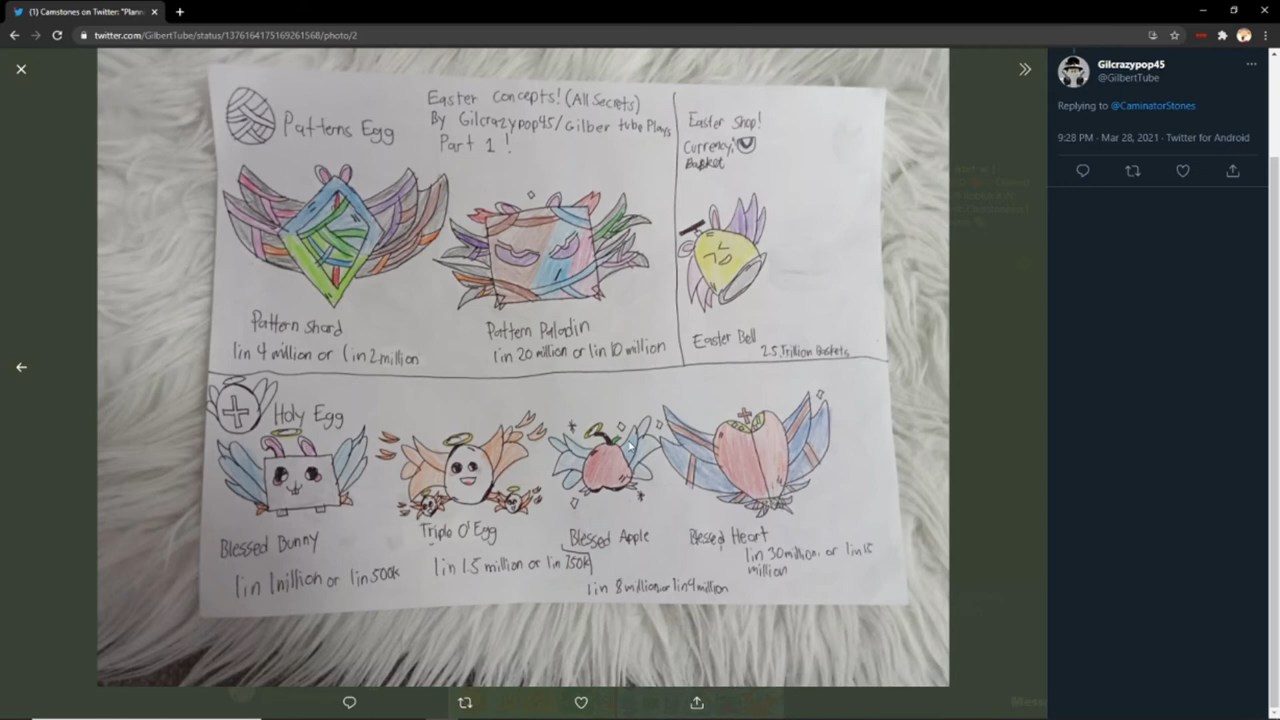 (1) Camstones on Twitter: "Plann
twitter.com/GilbertTube/status/1376164175169261568/photo/2
Gilcrazypop45
@GilbertTube
Replying to @CaminatorStones
9:28 PM · Mar 28, 2021 · Twitter for Android
Patterns Egg
Easter Concepts! (All Secrets)
By Gilcrazypop45/Gilber tube Plays
Part 1 !
Easter Shop!
Currency:
Basket
Pattern Shard
1 in 4 million or 1 in 2 million
Pattern Paladin
1 in 20 million or 1 in 10 million
Easter Bell
25 Trillion Baskets
Holy Egg
Blessed Bunny
1 in 1 million or 1 in 500k
Triple O' Egg
1 in 1.5 million or 1 in 750k
Blessed Apple
1 in 8 million or 1 in 4 million
Blessed Heart
1 in 30 million or 1 in 15
million